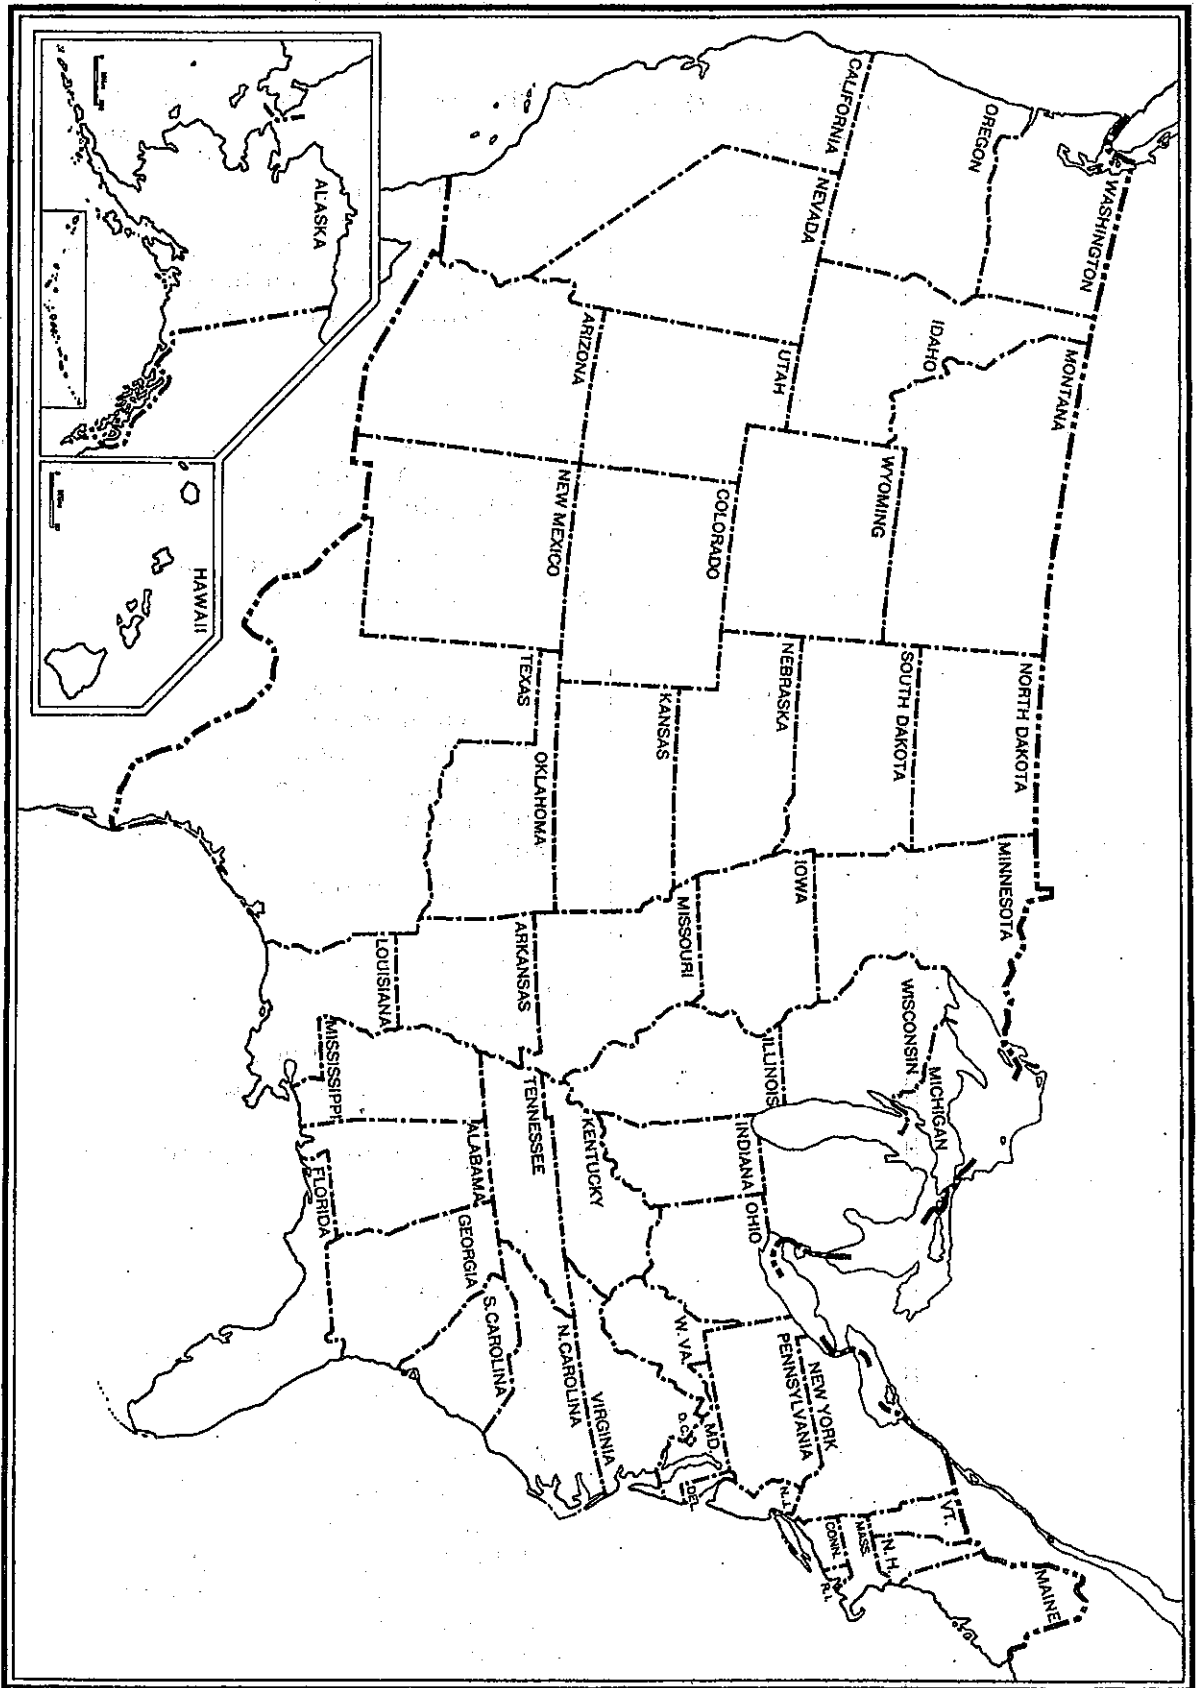 WASHINGTON
MONTANA
NORTH DAKOTA
MINNESOTA
MAINE
OREGON
IDAHO
WYOMING
SOUTH DAKOTA
WISCONSIN
MICHIGAN
VT.
N.H.
MASS.
CONN.
R.I.
CALIFORNIA
NEVADA
UTAH
COLORADO
NEBRASKA
IOWA
ILLINOIS
INDIANA
OHIO
NEW YORK
PENNSYLVANIA
N.J.
ARIZONA
NEW MEXICO
KANSAS
MISSOURI
KENTUCKY
W. VA.
MD.
D.C.
DEL.
VIRGINIA
TEXAS
OKLAHOMA
ARKANSAS
TENNESSEE
N. CAROLINA
S. CAROLINA
LOUISIANA
MISSISSIPPI
ALABAMA
GEORGIA
FLORIDA
ALASKA
HAWAII